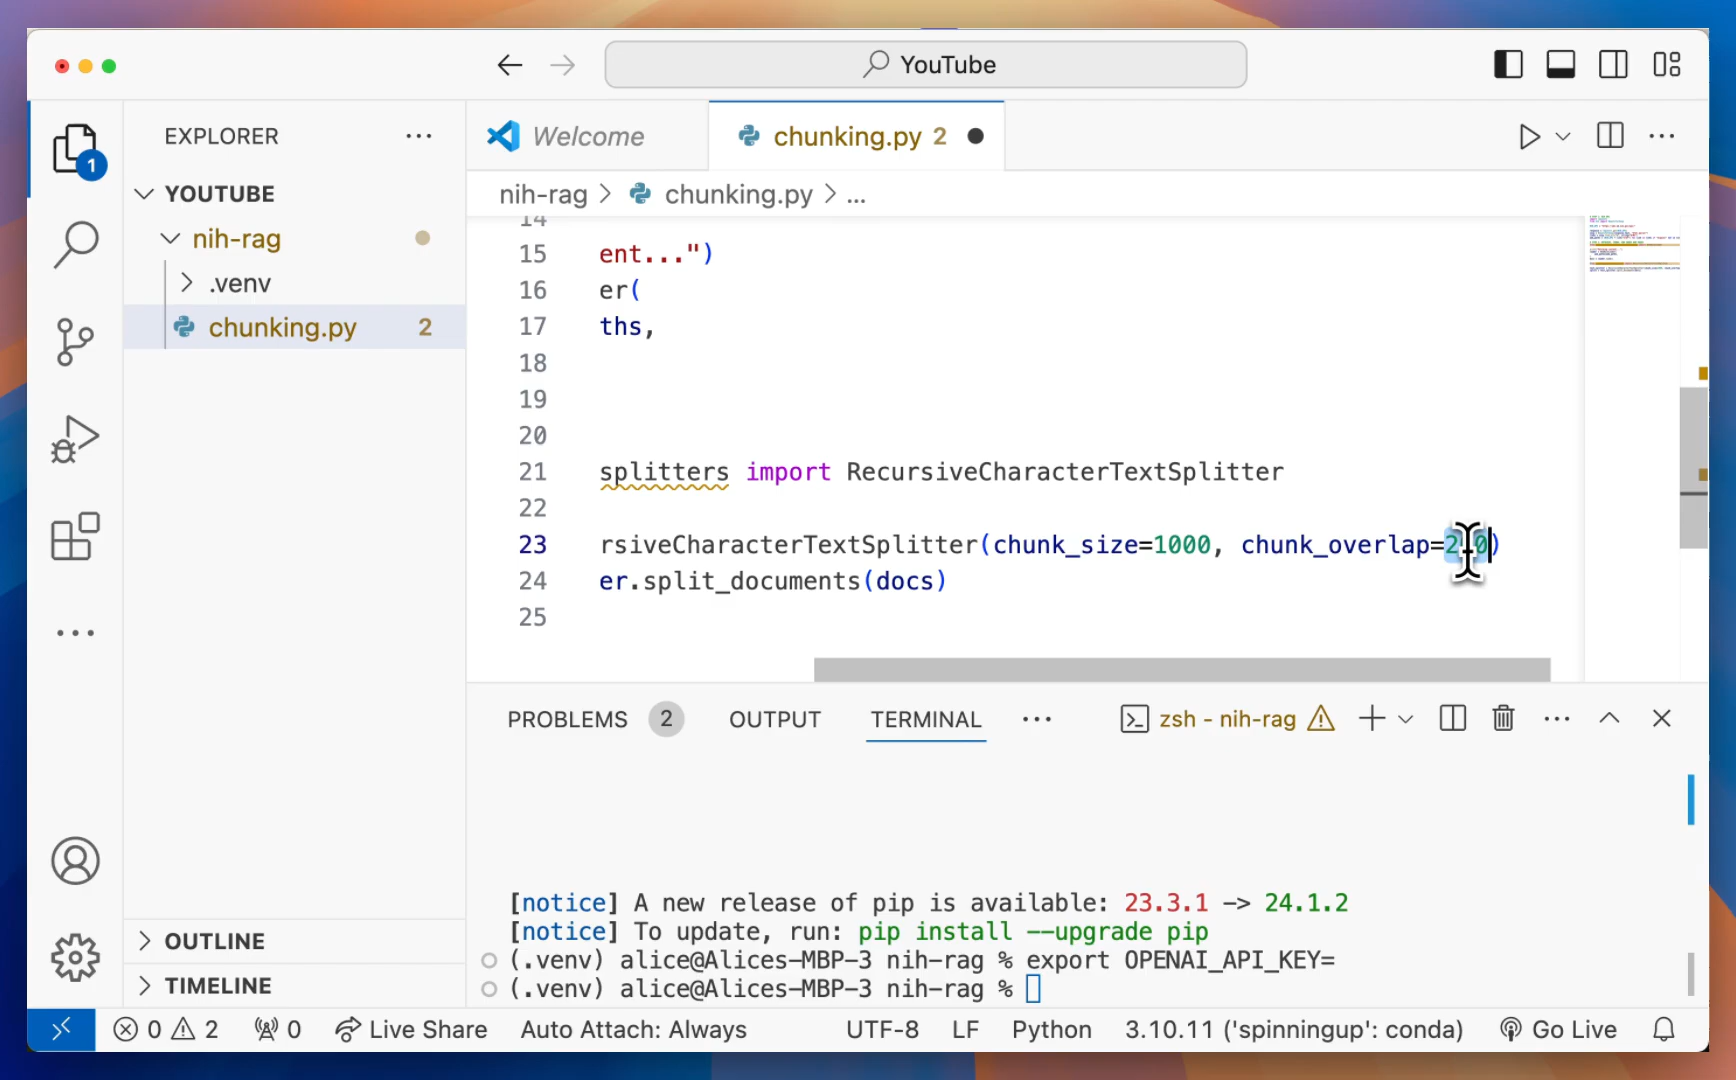 YouTube
EXPLORER
Welcome
chunking.py 2
1
YOUTUBE
nih-rag
.venv
chunking.py 2
nih-rag > chunking.py > ...
14
15 ent...")
16 er(
17 ths,
18
19
20
21 splitters import RecursiveCharacterTextSplitter
22
23 rsiveCharacterTextSplitter(chunk_size=1000, chunk_overlap=200)
24 er.split_documents(docs)
25
PROBLEMS 2 OUTPUT TERMINAL zsh - nih-rag
[notice] A new release of pip is available: 23.3.1 -> 24.1.2
[notice] To update, run: pip install --upgrade pip
(.venv) alice@Alices-MBP-3 nih-rag % export OPENAI_API_KEY=
(.venv) alice@Alices-MBP-3 nih-rag %
OUTLINE
TIMELINE
0 2 0 Live Share Auto Attach: Always UTF-8 LF Python 3.10.11 ('spinningup': conda) Go Live